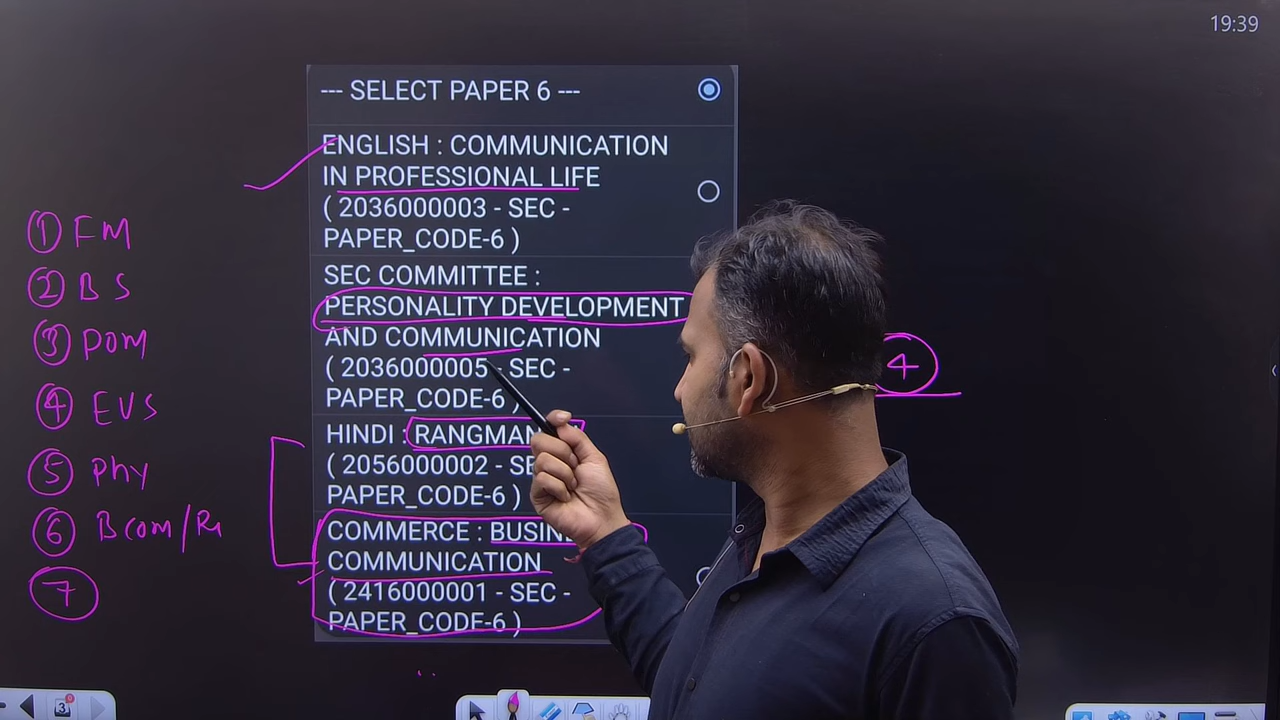 19:39
--- SELECT PAPER 6 ---
ENGLISH : COMMUNICATION
IN PROFESSIONAL LIFE
( 2036000003 - SEC -
PAPER_CODE-6 )
SEC COMMITTEE :
PERSONALITY DEVELOPMENT
AND COMMUNICATION
( 2036000005 - SEC -
PAPER_CODE-6 )
HINDI :
( 2056000002 -
PAPER_CODE-6 )
COMMERCE :
COMMUNICATION
( 2416000001 - SEC -
PAPER_CODE-6 )
① FM
② BS
③ POM
④ EVS
⑤ Phy
⑥ Bcom/
⑦
4
3